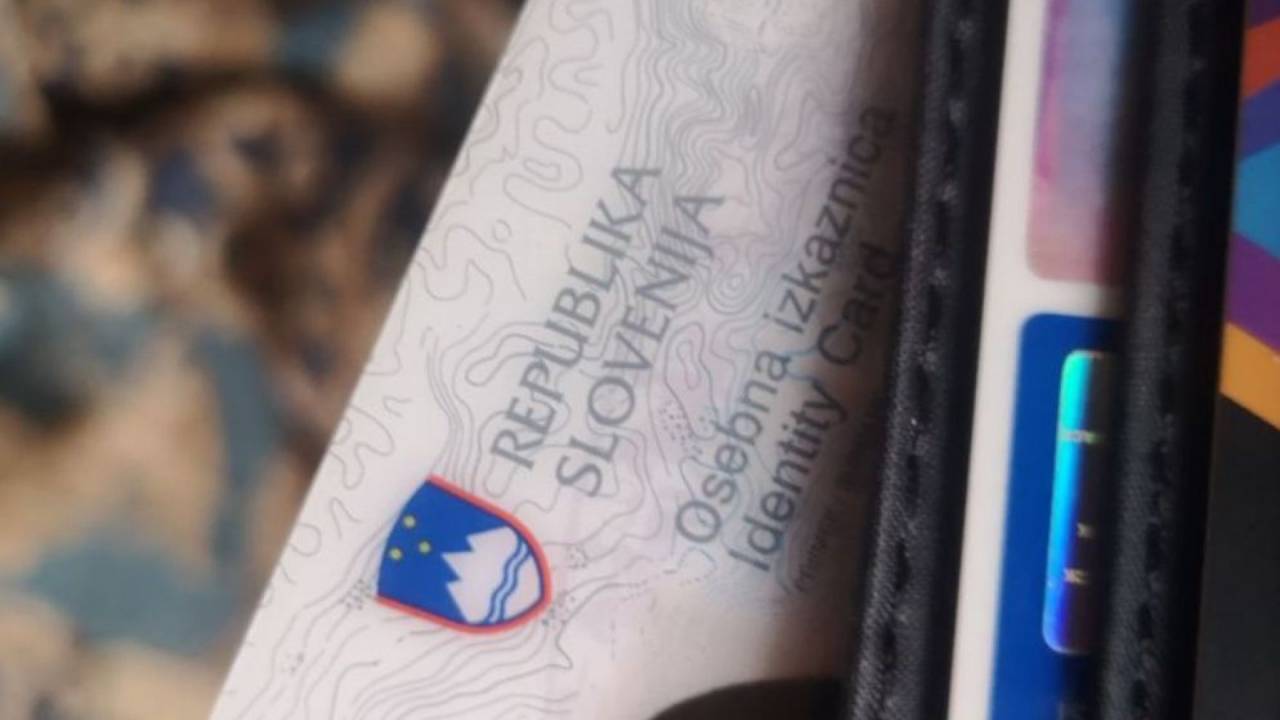 REPUBLIKA
SLOVENIJA
Osebna izkaznica
Identity Card